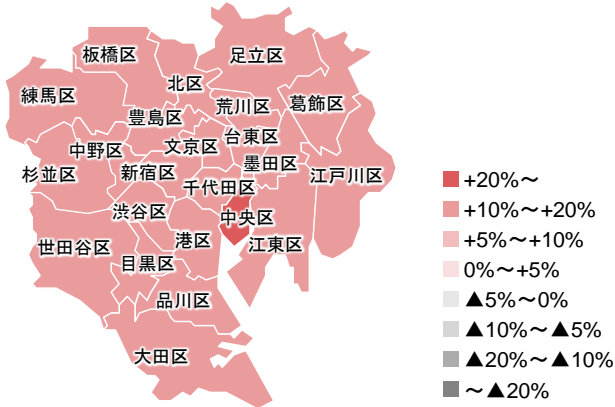 足立区
板橋区
北区
練馬区
荒川区
葛飾区
豊島区
文京区
台東区
中野区
墨田区
杉並区
新宿区
千代田区
江戸川区
渋谷区
中央区
世田谷区
港区
江東区
目黒区
品川区
大田区
+20%～
+10%～+20%
+5%～+10%
0%～+5%
▲5%～0%
▲10%～▲5%
▲20%～▲10%
～▲20%